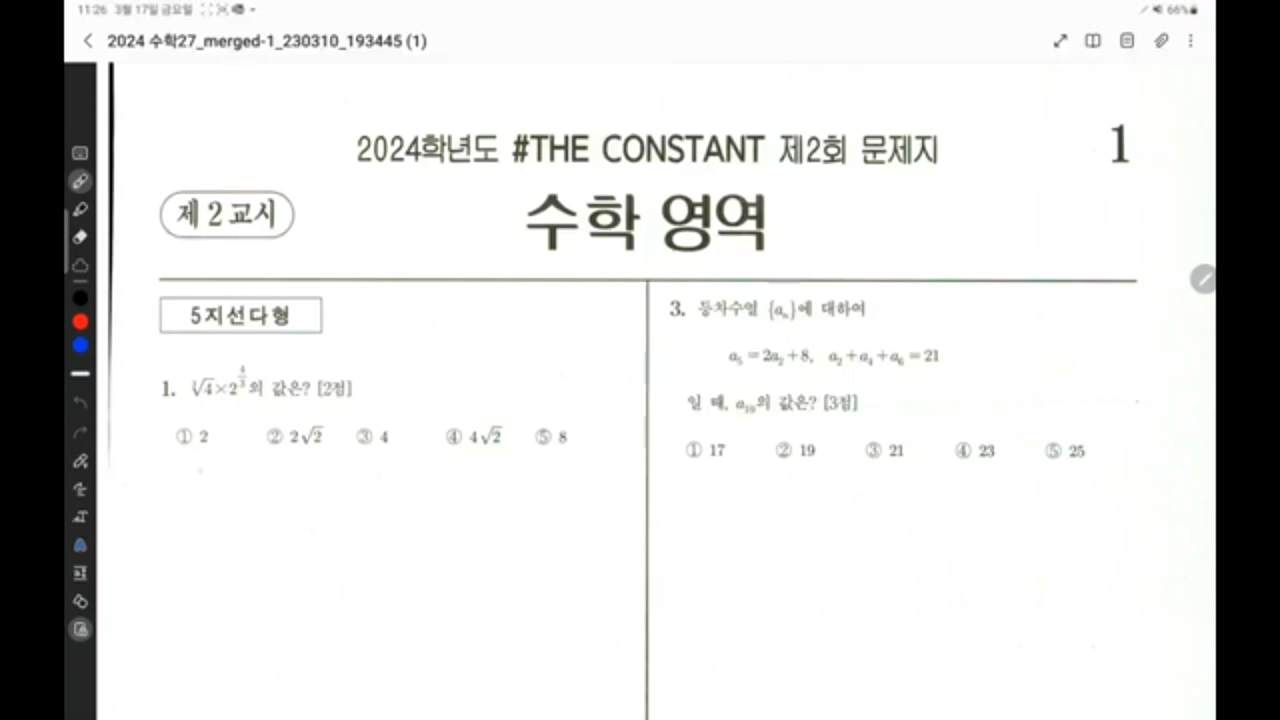 11:26 3월 17일 금요일
66%
2024 수학27_merged-1_230310_193445 (1)
2024학년도 #THE CONSTANT 제2회 문제지
1
제 2 교시
수학 영역
5지선다형
1. ∛4×2^(4/3)의 값은? [2점]
① 2 ② 2√2 ③ 4 ④ 4√2 ⑤ 8
3. 등차수열 {aₙ}에 대하여
a₅ = 2a₂ + 8, a₂ + a₄ + a₆ = 21
일 때, a₁₀의 값은? [3점]
① 17 ② 19 ③ 21 ④ 23 ⑤ 25